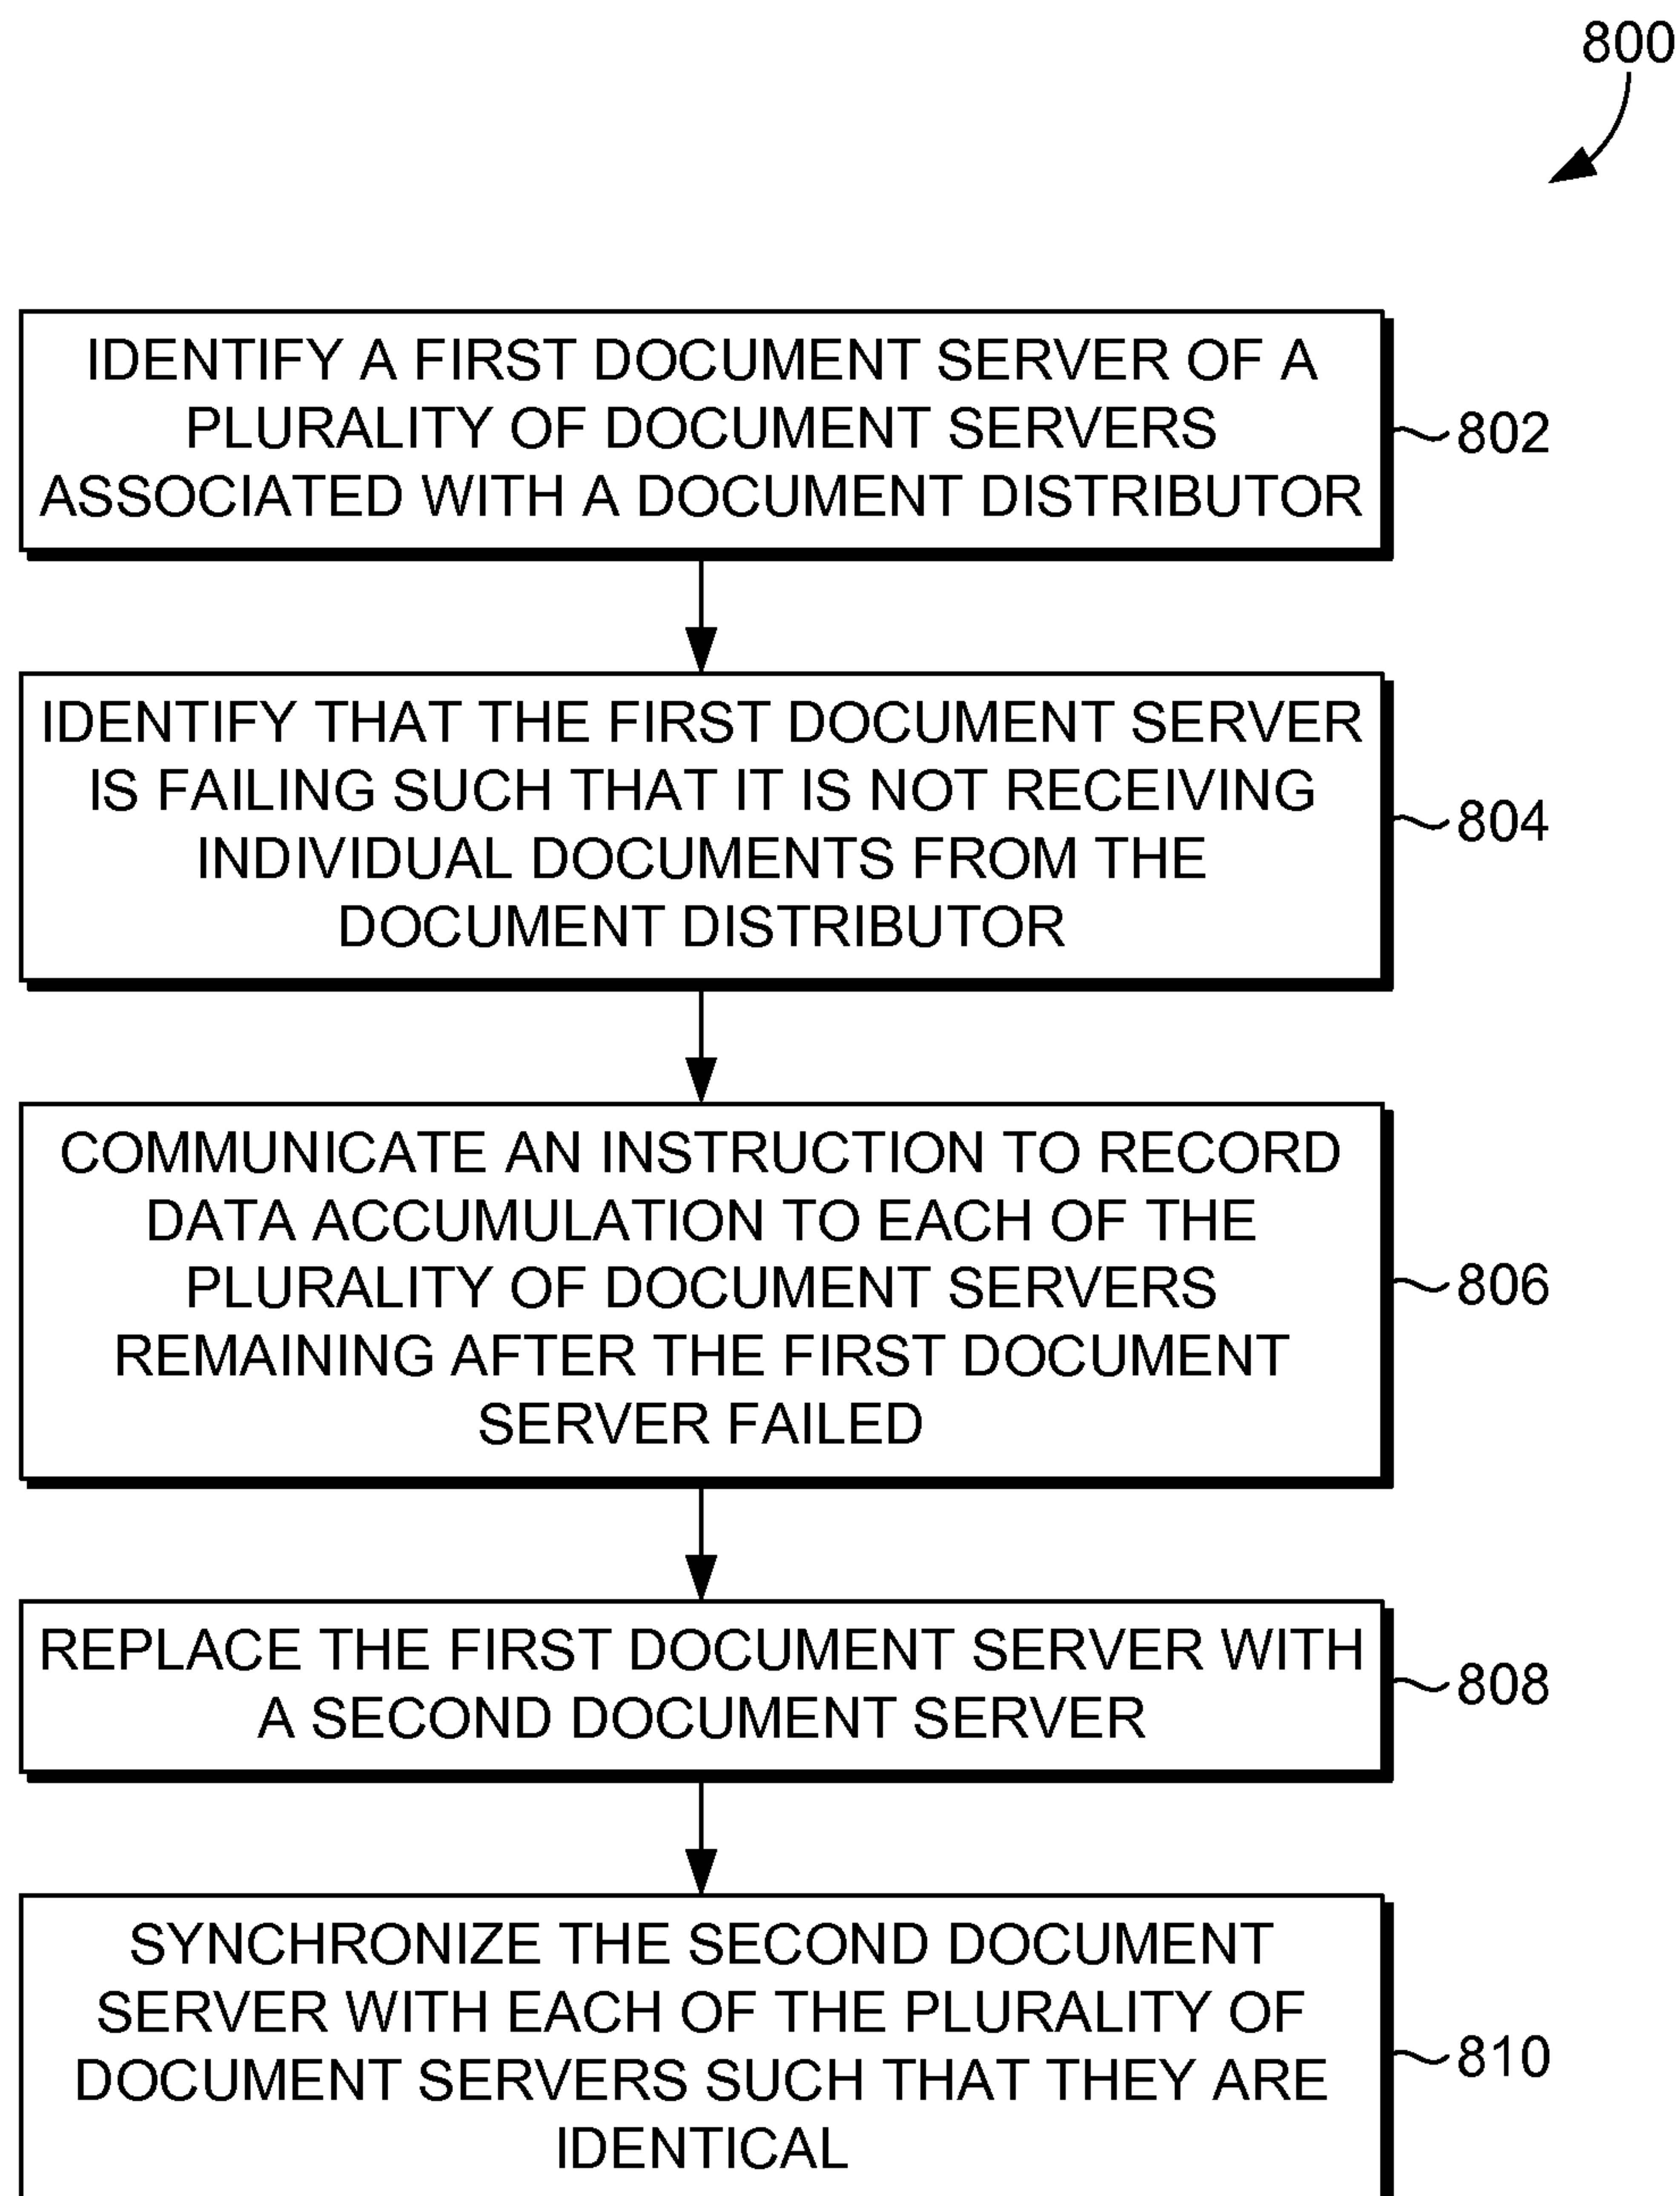 800
IDENTIFY A FIRST DOCUMENT SERVER OF A
PLURALITY OF DOCUMENT SERVERS
ASSOCIATED WITH A DOCUMENT DISTRIBUTOR
802
IDENTIFY THAT THE FIRST DOCUMENT SERVER
IS FAILING SUCH THAT IT IS NOT RECEIVING
INDIVIDUAL DOCUMENTS FROM THE
DOCUMENT DISTRIBUTOR
804
COMMUNICATE AN INSTRUCTION TO RECORD
DATA ACCUMULATION TO EACH OF THE
PLURALITY OF DOCUMENT SERVERS
REMAINING AFTER THE FIRST DOCUMENT
SERVER FAILED
806
REPLACE THE FIRST DOCUMENT SERVER WITH
A SECOND DOCUMENT SERVER
808
SYNCHRONIZE THE SECOND DOCUMENT
SERVER WITH EACH OF THE PLURALITY OF
DOCUMENT SERVERS SUCH THAT THEY ARE
IDENTICAL
810